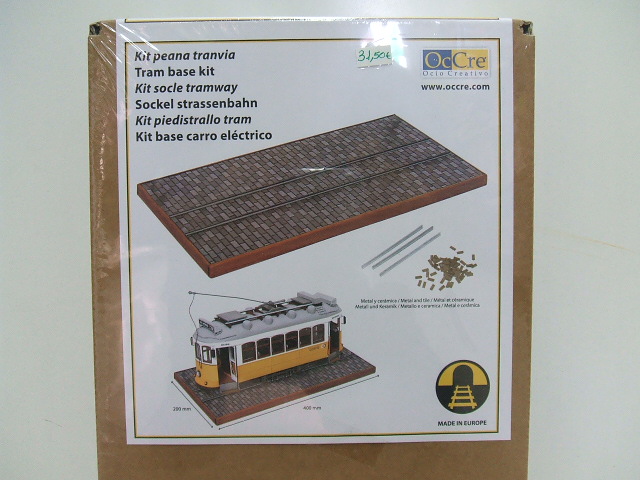 Kit peana tranvia
Tram base kit
Kit socle tramway
Sockel strassenbahn
Kit piedistrallo tram
Kit base carro eléctrico
31,50€
OcCre
Ocio Creativo
www.occre.com
Metal y cerámica / Metal and tile / Métal et céramique
Metall und Keramik / Metallo e ceramica / Metal e cerâmica
200 mm
400 mm
MADE IN EUROPE